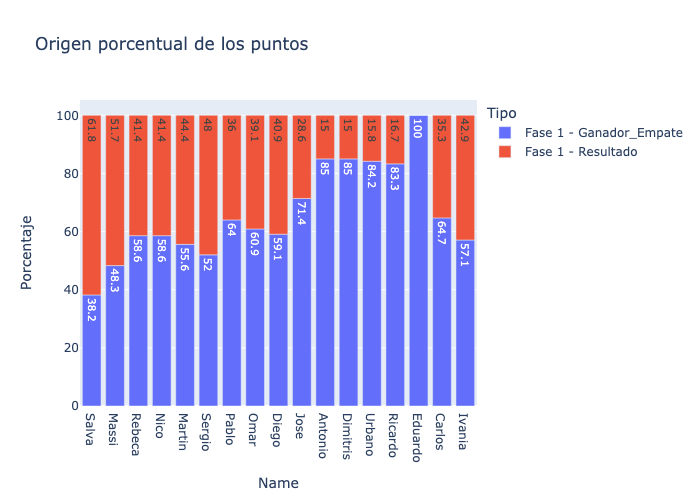 Origen porcentual de los puntos
Tipo
Fase 1 - Ganador_Empate
Fase 1 - Resultado
Porcentaje
100
80
60
40
20
0
61.8
51.7
41.4
41.4
44.4
48
36
39.1
40.9
28.6
15
15
15.8
16.7
35.3
42.9
38.2
48.3
58.6
58.6
55.6
52
64
60.9
59.1
71.4
85
85
84.2
83.3
100
64.7
57.1
Salva
Massi
Rebeca
Nico
Martin
Sergio
Pablo
Omar
Diego
Jose
Antonio
Dimitris
Urbano
Ricardo
Eduardo
Carlos
Ivania
Name